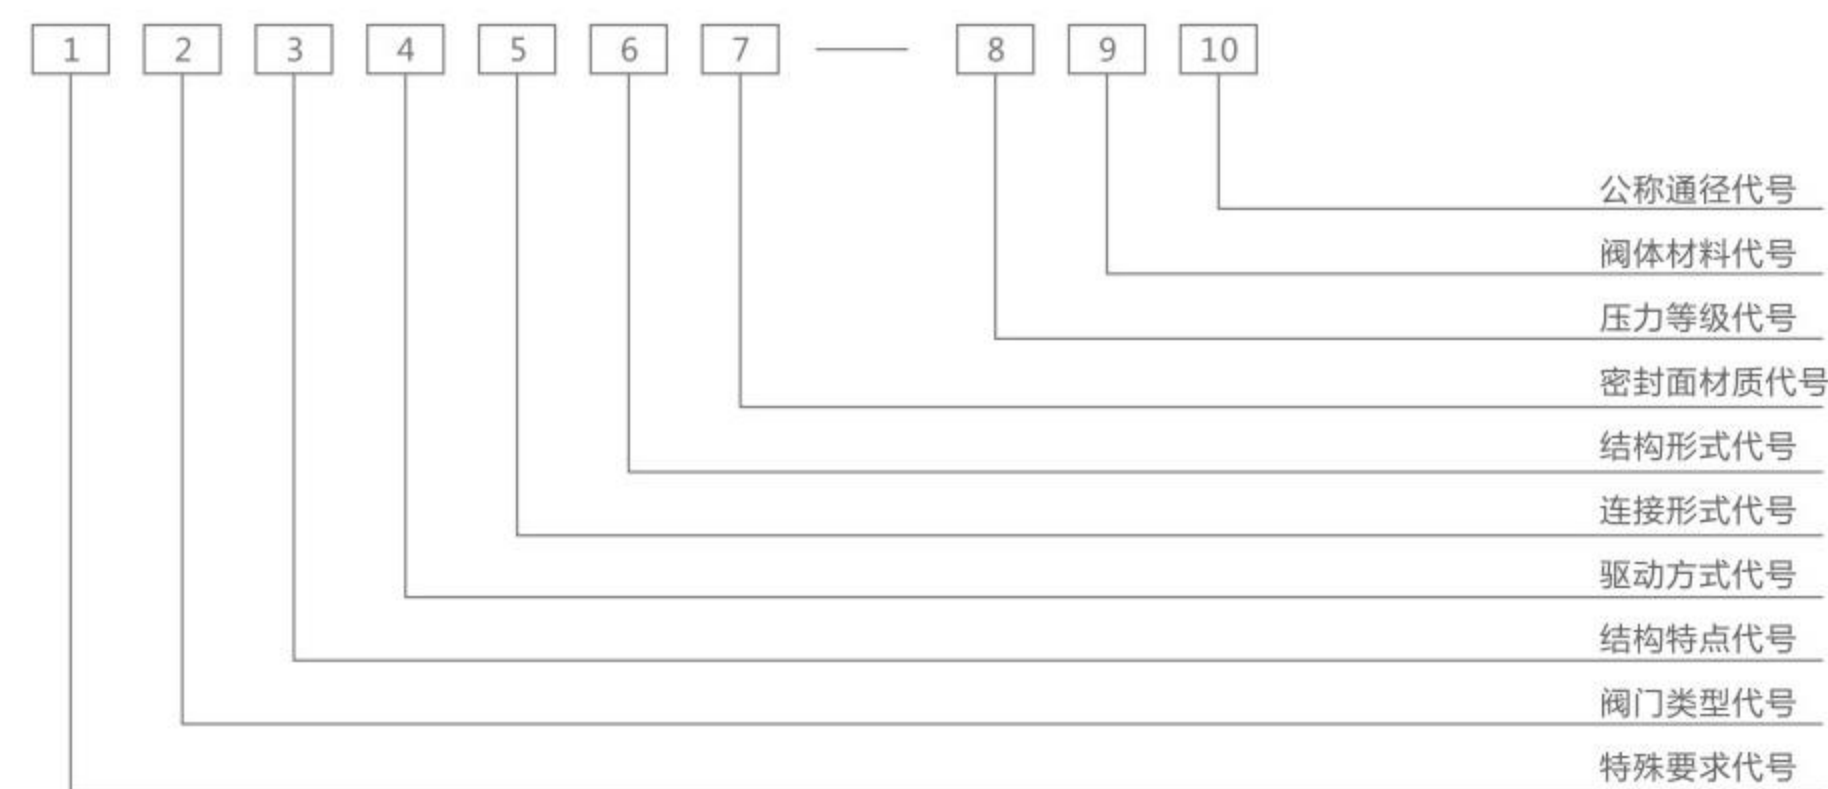 1 2 3 4 5 6 7 — 8 9 10
公称通径代号
阀体材料代号
压力等级代号
密封面材质代号
结构形式代号
连接形式代号
驱动方式代号
结构特点代号
阀门类型代号
特殊要求代号